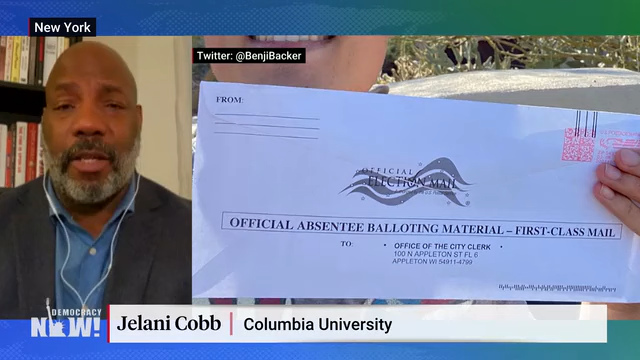 New York
Twitter: @BenjiBacker
FROM:
OFFICIAL
ELECTION MAIL
OFFICIAL ABSENTEE BALLOTING MATERIAL – FIRST-CLASS MAIL
TO:
• OFFICE OF THE CITY CLERK •
100 N APPLETON ST FL 6
APPLETON WI 54911-4799
DEMOCRACY
NOW!
Jelani Cobb | Columbia University